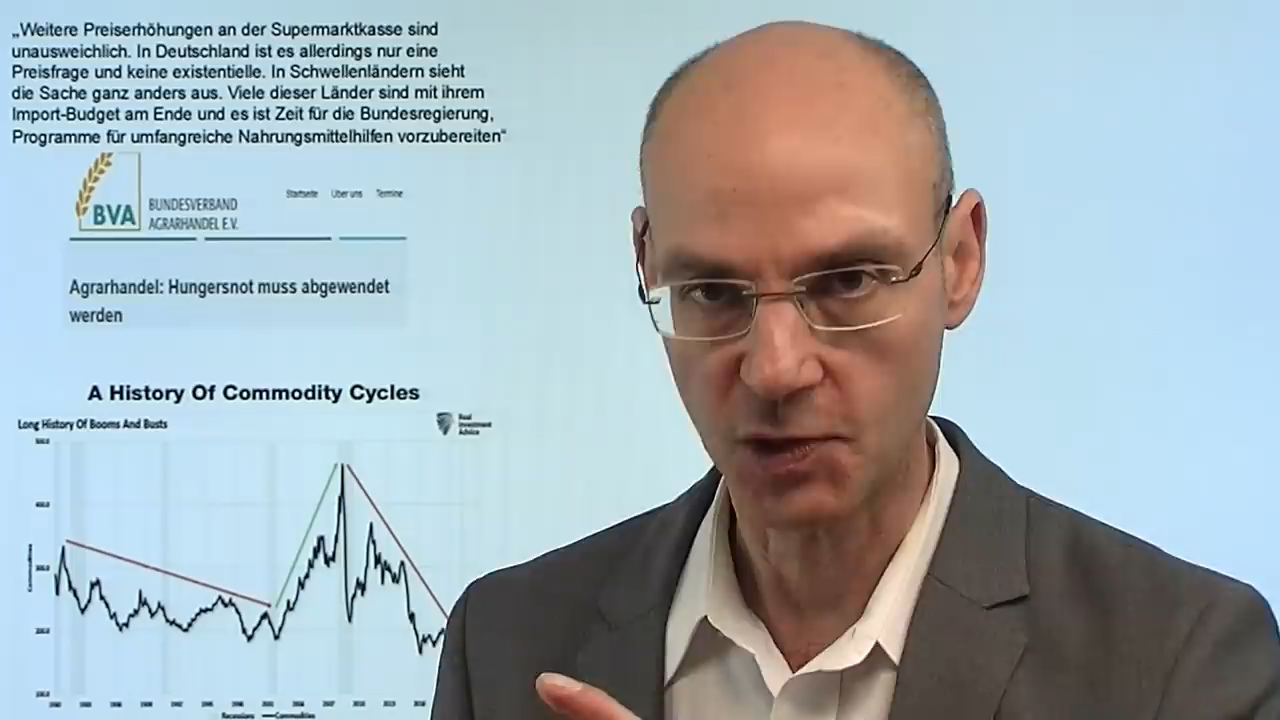 „Weitere Preiserhöhungen an der Supermarktkasse sind
unausweichlich. In Deutschland ist es allerdings nur eine
Preisfrage und keine existentielle. In Schwellenländern sieht
die Sache ganz anders aus. Viele dieser Länder sind mit ihrem
Import-Budget am Ende und es ist Zeit für die Bundesregierung,
Programme für umfangreiche Nahrungsmittelhilfen vorzubereiten“
BVA
BUNDESVERBAND
AGRARHANDEL E.V.
Startseite Über uns Termine
Agrarhandel: Hungersnot muss abgewendet
werden
A History Of Commodity Cycles
Long History Of Booms And Busts
Real
Investment
Advice
Recessions Commodities